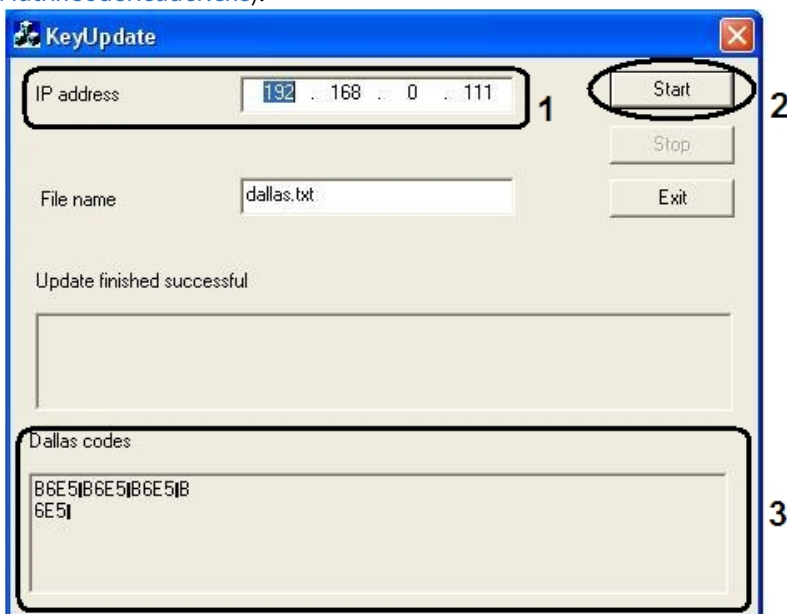 KeyUpdate
IP address 192 . 168 . 0 . 111 1 Start 2
Stop
File name dallas.txt Exit
Update finished successful
Dallas codes
B6E5|B6E5|B6E5|B
6E5| 3